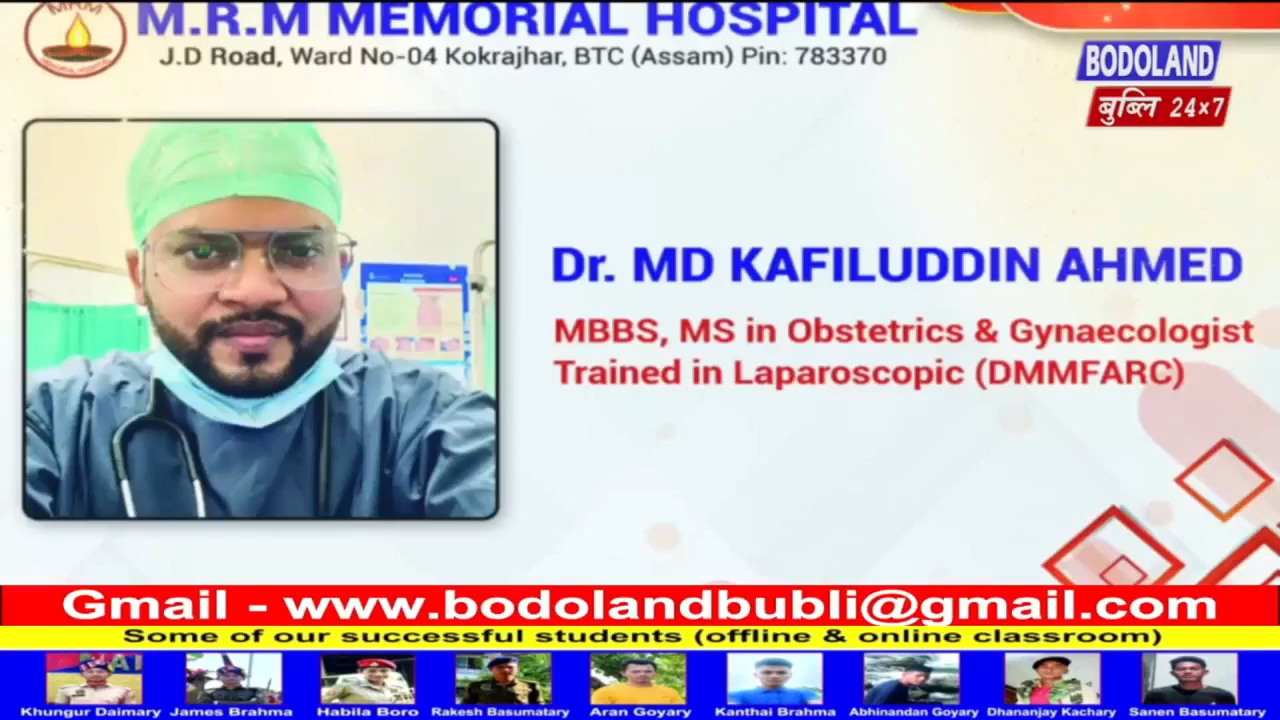 MRM
MEMORIAL HOSPITAL
M.R.M MEMORIAL HOSPITAL
J.D Road, Ward No-04 Kokrajhar, BTC (Assam) Pin: 783370
BODOLAND
बुब्लि 24×7
Dr. MD KAFILUDDIN AHMED
MBBS, MS in Obstetrics & Gynaecologist
Trained in Laparoscopic (DMMFARC)
Gmail - www.bodolandbubli@gmail.com
Some of our successful students (offline & online classroom)
Khungur Daimary James Brahma Habila Boro Rakesh Basumatary Aran Goyary Kanthai Brahma Abhinandan Goyary Dhananjay Kachary Sanen Basumatary